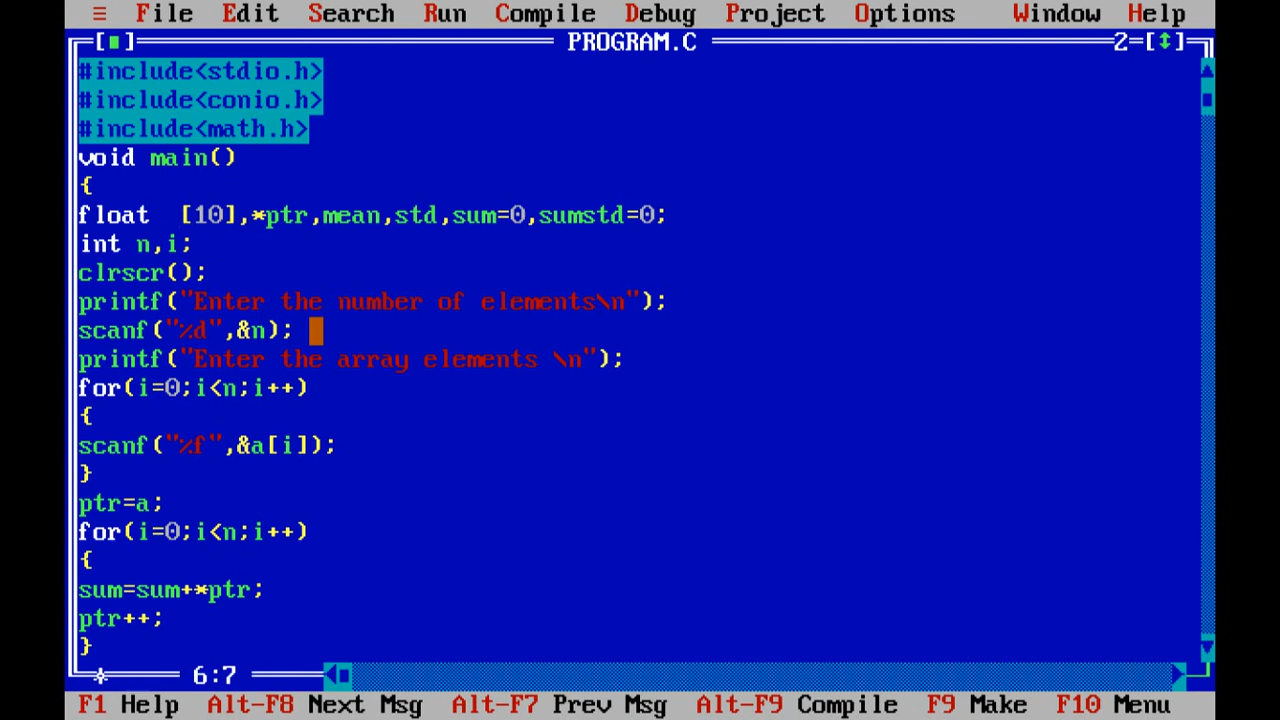 ≡ File Edit Search Run Compile Debug Project Options Window Help
[■] PROGRAM.C 2=[↕]
#include<stdio.h>
#include<conio.h>
#include<math.h>
void main()
{
float  [10],*ptr,mean,std,sum=0,sumstd=0;
int n,i;
clrscr();
printf("Enter the number of elements\n");
scanf("%d",&n);
printf("Enter the array elements \n");
for(i=0;i<n;i++)
{
scanf("%f",&a[i]);
}
ptr=a;
for(i=0;i<n;i++)
{
sum=sum+*ptr;
ptr++;
}
6:7
F1 Help Alt-F8 Next Msg Alt-F7 Prev Msg Alt-F9 Compile F9 Make F10 Menu